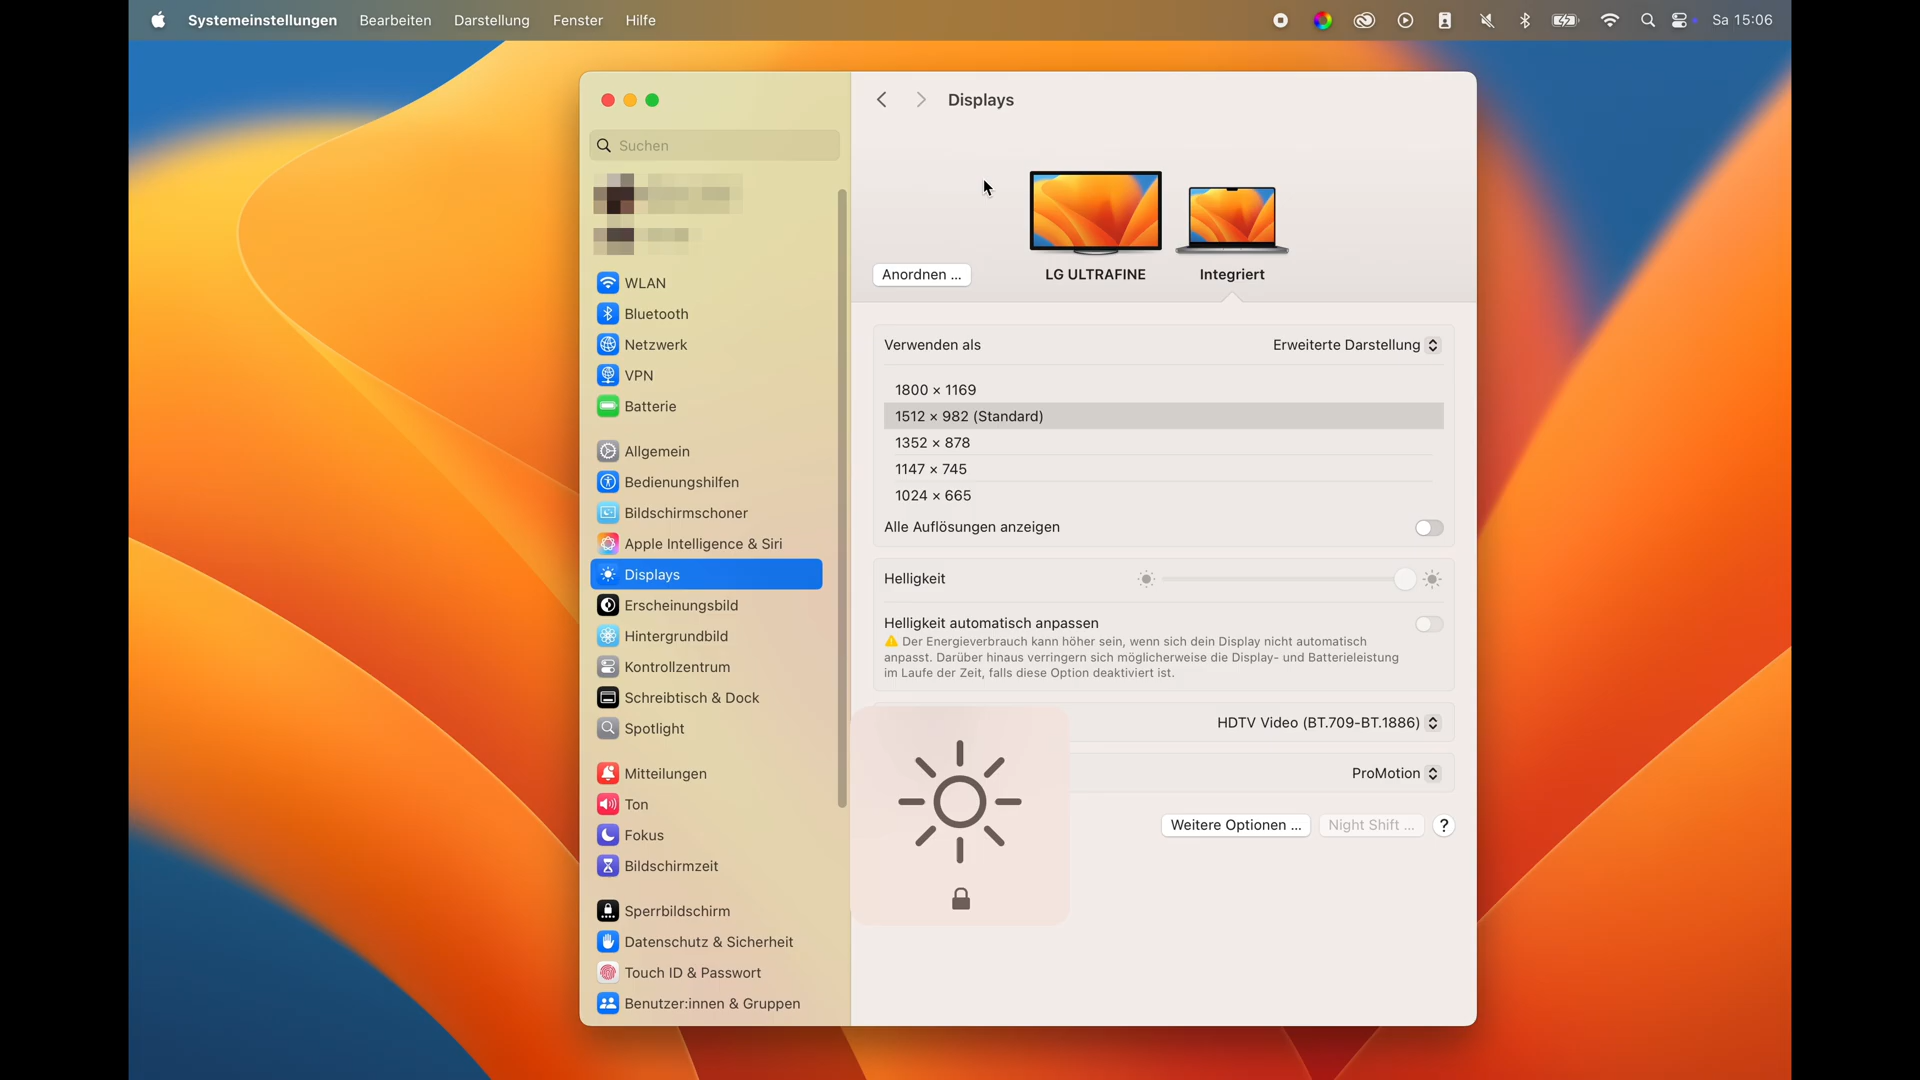 Systemeinstellungen Bearbeiten Darstellung Fenster Hilfe Sa 15:06
Displays
Suchen
Anordnen ...
LG ULTRAFINE
Integriert
WLAN
Bluetooth
Netzwerk
VPN
Batterie
Allgemein
Bedienungshilfen
Bildschirmschoner
Apple Intelligence & Siri
Displays
Erscheinungsbild
Hintergrundbild
Kontrollzentrum
Schreibtisch & Dock
Spotlight
Mitteilungen
Ton
Fokus
Bildschirmzeit
Sperrbildschirm
Datenschutz & Sicherheit
Touch ID & Passwort
Benutzer:innen & Gruppen
Verwenden als Erweiterte Darstellung
1800 × 1169
1512 × 982 (Standard)
1352 × 878
1147 × 745
1024 × 665
Alle Auflösungen anzeigen
Helligkeit
Helligkeit automatisch anpassen
Der Energieverbrauch kann höher sein, wenn sich dein Display nicht automatisch
anpasst. Darüber hinaus verringern sich möglicherweise die Display- und Batterieleistung
im Laufe der Zeit, falls diese Option deaktiviert ist.
HDTV Video (BT.709-BT.1886)
ProMotion
Weitere Optionen ... Night Shift ... ?